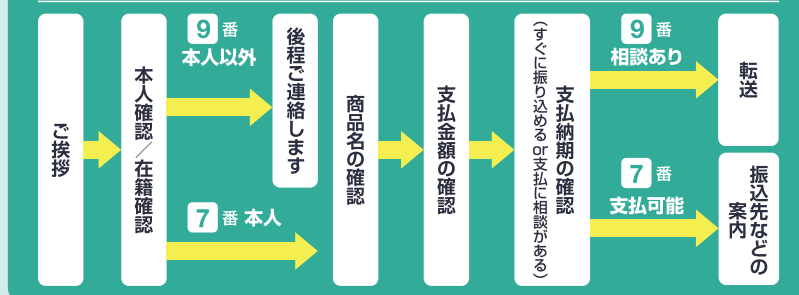 ご挨拶
本人確認／在籍確認
9番
本人以外
後程ご連絡します
7番 本人
商品名の確認
支払金額の確認
支払納期の確認
（すぐに振り込める or 支払に相談がある）
9番
相談あり
転送
7番
支払可能
振込先などの
案内